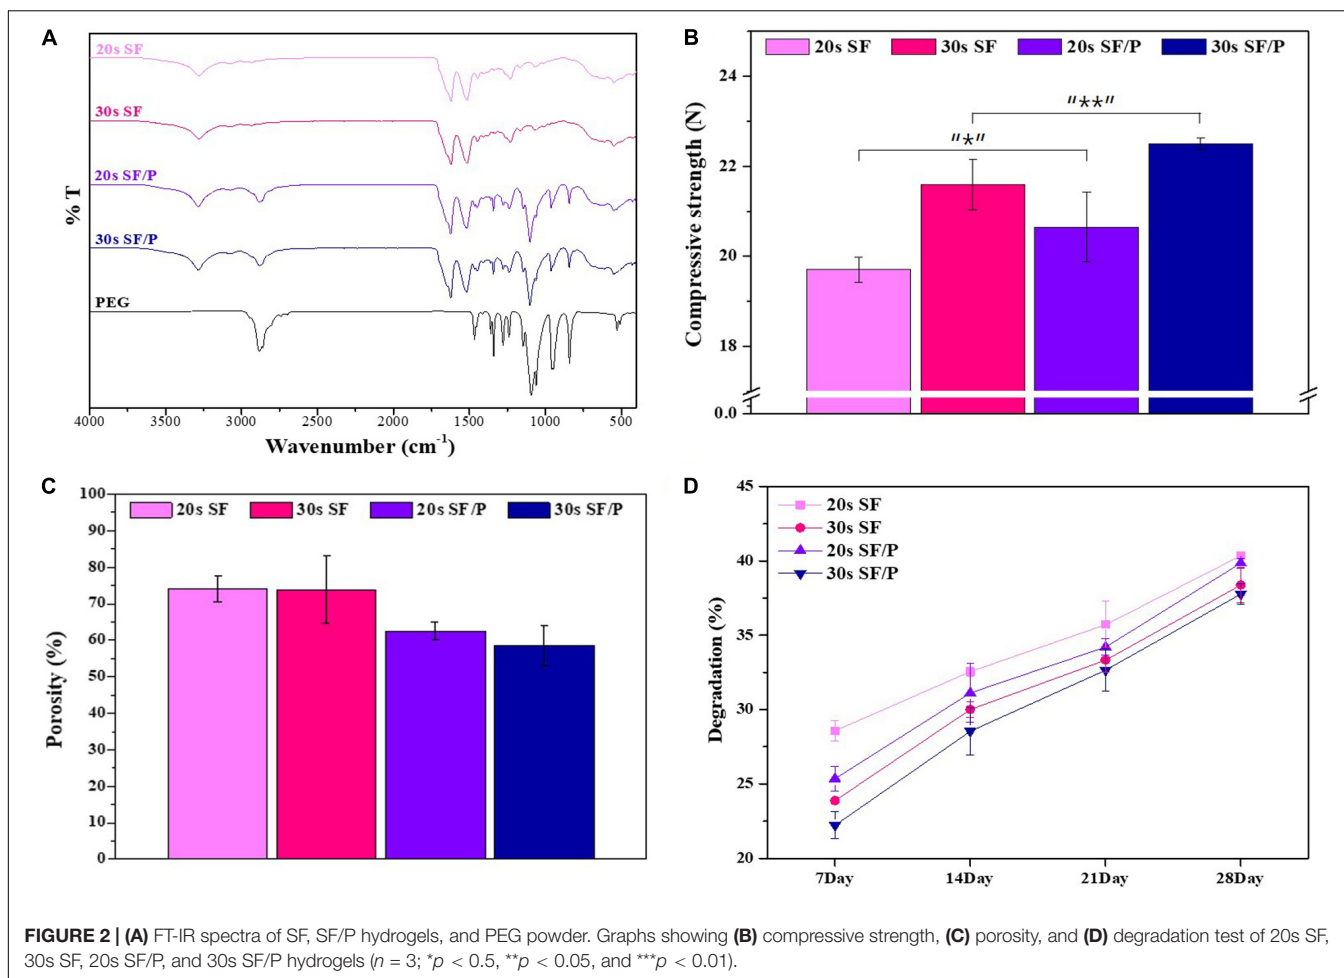 A
20s SF
30s SF
20s SF/P
30s SF/P
PEG
% T
4000 3500 3000 2500 2000 1500 1000 500
Wavenumber (cm⁻¹)
B
20s SF 30s SF 20s SF/P 30s SF/P
"**"
"*"
Compressive strength (N)
24
22
20
18
0.0
C
20s SF 30s SF 20s SF/P 30s SF/P
Porosity (%)
100
90
80
70
60
50
40
30
20
10
0
D
20s SF
30s SF
20s SF/P
30s SF/P
Degradation (%)
45
40
35
30
25
20
7Day 14Day 21Day 28Day
FIGURE 2 | (A) FT-IR spectra of SF, SF/P hydrogels, and PEG powder. Graphs showing (B) compressive strength, (C) porosity, and (D) degradation test of 20s SF,
30s SF, 20s SF/P, and 30s SF/P hydrogels (n = 3; *p < 0.5, **p < 0.05, and ***p < 0.01).